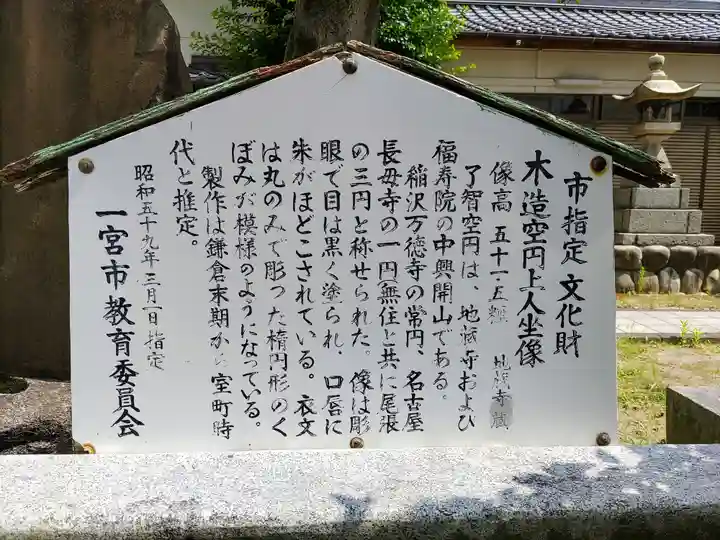 市指定 文化財
木造空円上人坐像
像高 五十一・五糎 地蔵寺蔵
了智空円は、地蔵寺および
福寿院の中興開山である。
稲沢万徳寺の常円、名古屋
長母寺の一円無住と共に尾張
の三円と称せられた。像は彫
眼で目は黒く塗られ、口唇に
朱がほどこされている。衣文
は丸のみで彫った楕円形のく
ぼみが模様のようになっている。
製作は鎌倉末期から室町時
代と推定。
昭和五十九年三月一日指定
一宮市教育委員会